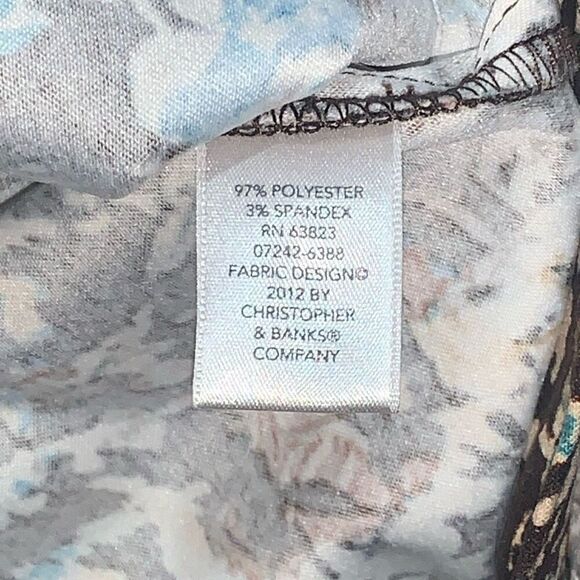 97% POLYESTER
3% SPANDEX
RN 63823
07242-6388
FABRIC DESIGN©
2012 BY
CHRISTOPHER
& BANKS®
COMPANY